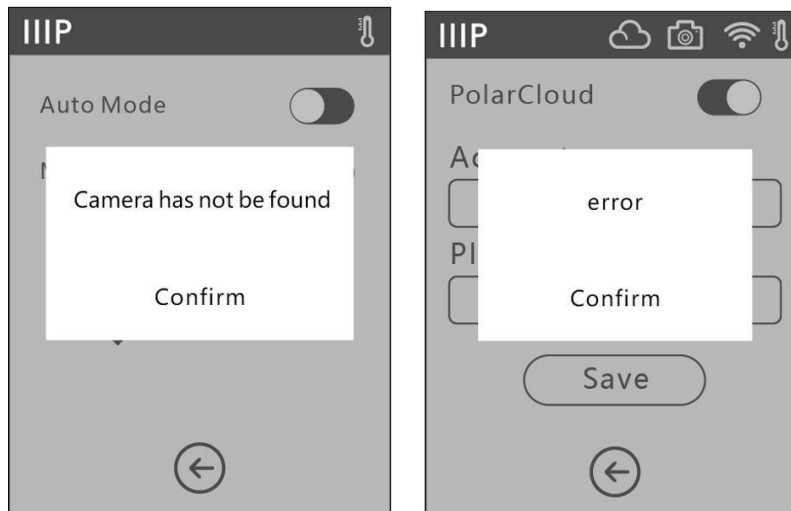 IIIP
Auto Mode
Camera has not be found
Confirm
IIIP
PolarCloud
error
Confirm
Save